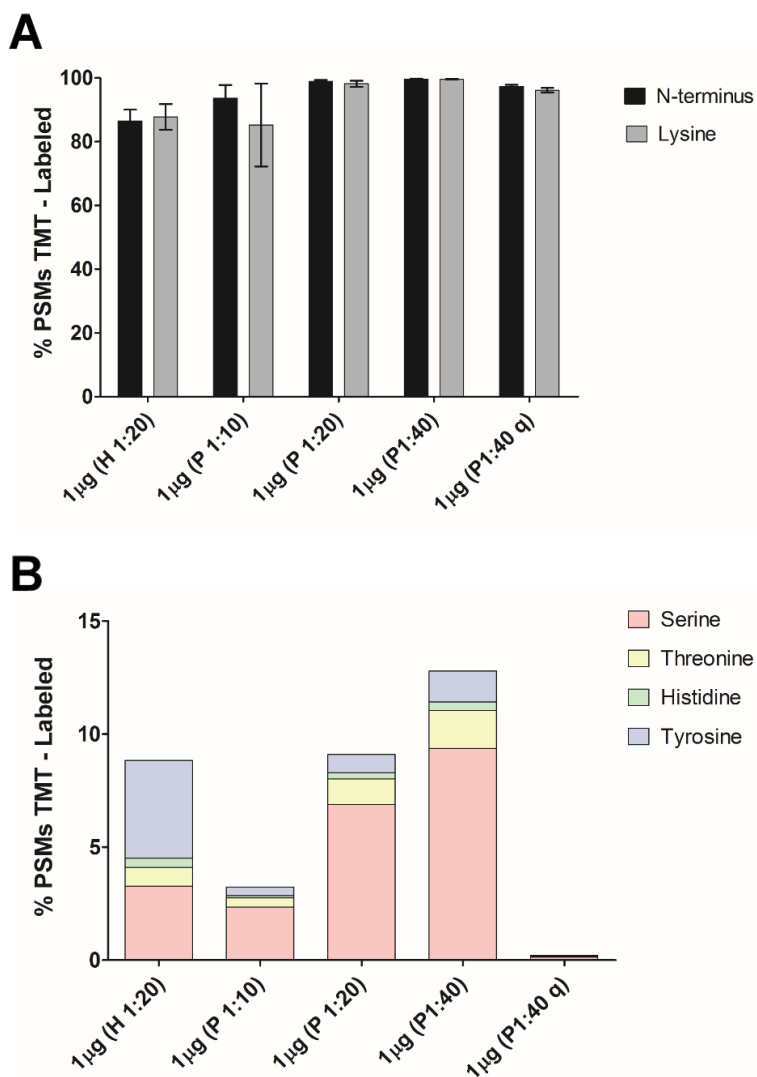 A
100
80
60
40
20
0
% PSMs TMT - Labeled
N-terminus
Lysine
1µg (H 1:20)
1µg (P 1:10)
1µg (P 1:20)
1µg (P1:40)
1µg (P1:40 q)
B
15
10
5
0
% PSMs TMT - Labeled
Serine
Threonine
Histidine
Tyrosine
1µg (H 1:20)
1µg (P 1:10)
1µg (P 1:20)
1µg (P1:40)
1µg (P1:40 q)